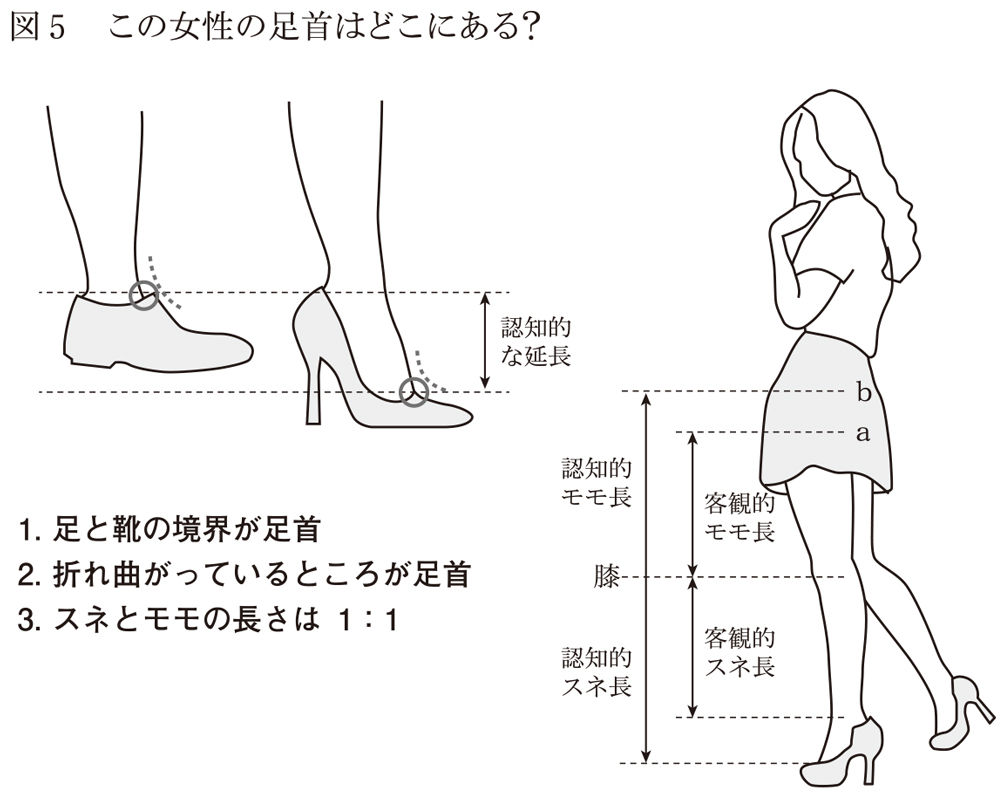 図5 この女性の足首はどこにある?
認知的
な延長
1. 足と靴の境界が足首
2. 折れ曲がっているところが足首
3. スネとモモの長さは 1：1
b
a
認知的
モモ長
客観的
モモ長
膝
客観的
スネ長
認知的
スネ長